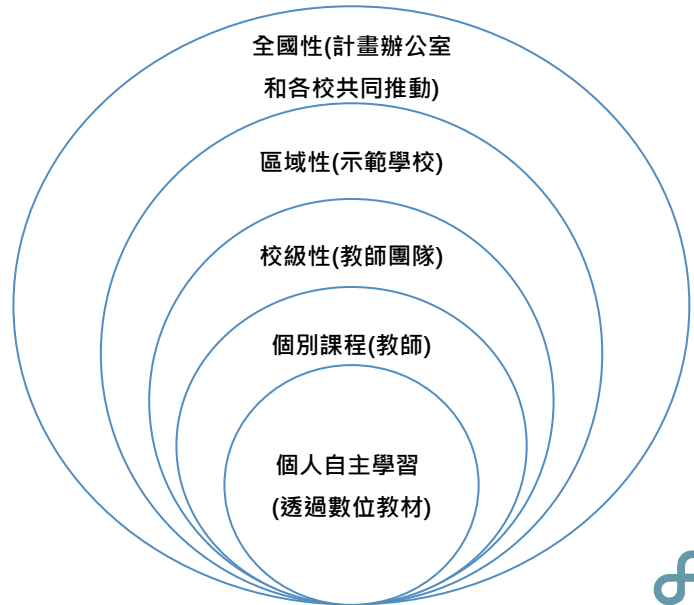 全國性(計畫辦公室
和各校共同推動)
區域性(示範學校)
校級性(教師團隊)
個別課程(教師)
個人自主學習
(透過數位教材)